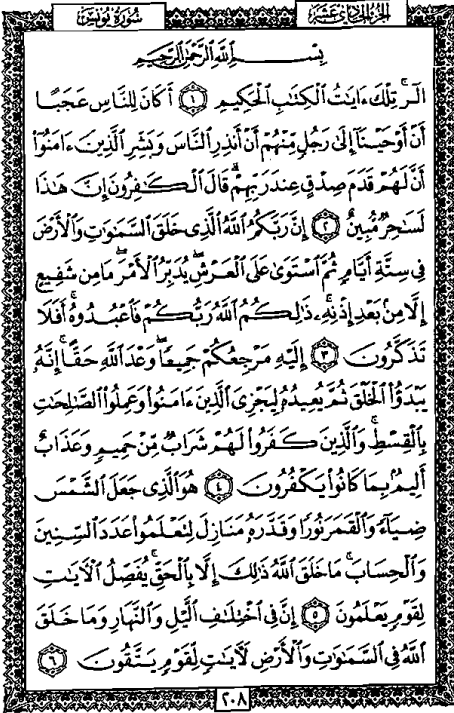 الجزء الحادي عشر
سورة يونس
بِسْمِ ٱللَّهِ ٱلرَّحْمَٰنِ ٱلرَّحِيمِ
الٓر ۚ تِلْكَ ءَايَٰتُ ٱلْكِتَٰبِ ٱلْحَكِيمِ ١ أَكَانَ لِلنَّاسِ عَجَبًا
أَنْ أَوْحَيْنَآ إِلَىٰ رَجُلٍ مِّنْهُمْ أَنْ أَنذِرِ ٱلنَّاسَ وَبَشِّرِ ٱلَّذِينَ ءَامَنُوٓا۟
أَنَّ لَهُمْ قَدَمَ صِدْقٍ عِندَ رَبِّهِمْ ۗ قَالَ ٱلْكَٰفِرُونَ إِنَّ هَٰذَا
لَسَٰحِرٌ مُّبِينٌ ٢ إِنَّ رَبَّكُمُ ٱللَّهُ ٱلَّذِى خَلَقَ ٱلسَّمَٰوَٰتِ وَٱلْأَرْضَ
فِى سِتَّةِ أَيَّامٍ ثُمَّ ٱسْتَوَىٰ عَلَى ٱلْعَرْشِ ۖ يُدَبِّرُ ٱلْأَمْرَ ۖ مَا مِن شَفِيعٍ
إِلَّا مِنۢ بَعْدِ إِذْنِهِۦ ۚ ذَٰلِكُمُ ٱللَّهُ رَبُّكُمْ فَٱعْبُدُوهُ ۚ أَفَلَا
تَذَكَّرُونَ ٣ إِلَيْهِ مَرْجِعُكُمْ جَمِيعًا ۖ وَعْدَ ٱللَّهِ حَقًّا ۚ إِنَّهُۥ
يَبْدَؤُا۟ ٱلْخَلْقَ ثُمَّ يُعِيدُهُۥ لِيَجْزِىَ ٱلَّذِينَ ءَامَنُوا۟ وَعَمِلُوا۟ ٱلصَّٰلِحَٰتِ
بِٱلْقِسْطِ ۚ وَٱلَّذِينَ كَفَرُوا۟ لَهُمْ شَرَابٌ مِّنْ حَمِيمٍ وَعَذَابٌ
أَلِيمٌۢ بِمَا كَانُوا۟ يَكْفُرُونَ ٤ هُوَ ٱلَّذِى جَعَلَ ٱلشَّمْسَ
ضِيَآءً وَٱلْقَمَرَ نُورًا وَقَدَّرَهُۥ مَنَازِلَ لِتَعْلَمُوا۟ عَدَدَ ٱلسِّنِينَ
وَٱلْحِسَابَ ۚ مَا خَلَقَ ٱللَّهُ ذَٰلِكَ إِلَّا بِٱلْحَقِّ ۚ يُفَصِّلُ ٱلْءَايَٰتِ
لِقَوْمٍ يَعْلَمُونَ ٥ إِنَّ فِى ٱخْتِلَٰفِ ٱلَّيْلِ وَٱلنَّهَارِ وَمَا خَلَقَ
ٱللَّهُ فِى ٱلسَّمَٰوَٰتِ وَٱلْأَرْضِ لَءَايَٰتٍ لِّقَوْمٍ يَتَّقُونَ ٦
٢٠٨